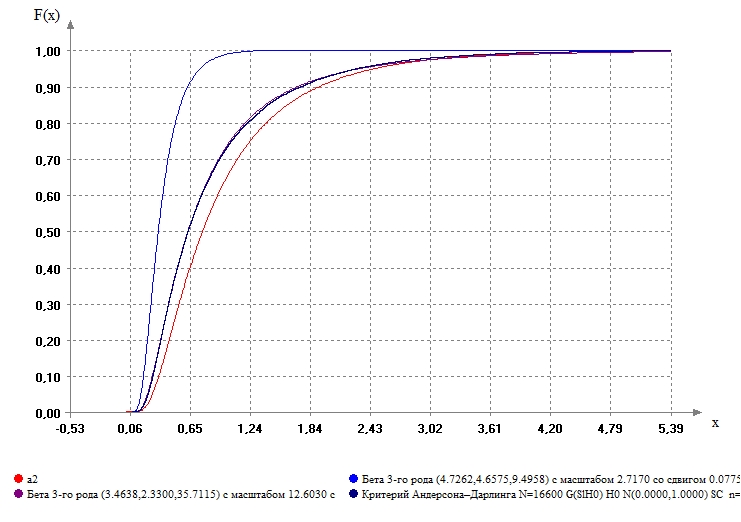 F(x)
1,00
0,90
0,80
0,70
0,60
0,50
0,40
0,30
0,20
0,10
0,00
-0,53 0,06 0,65 1,24 1,84 2,43 3,02 3,61 4,20 4,79 5,39
x
a2 Бета 3-го рода (4.7262,4.6575,9.4958) с масштабом 2.7170 со сдвигом 0.0775
Бета 3-го рода (3.4638,2.3300,35.7115) с масштабом 12.6030 с Критерий Андерсона–Дарлинга N=16600 G(S|H0) H0 N(0.0000,1.0000) SC n=